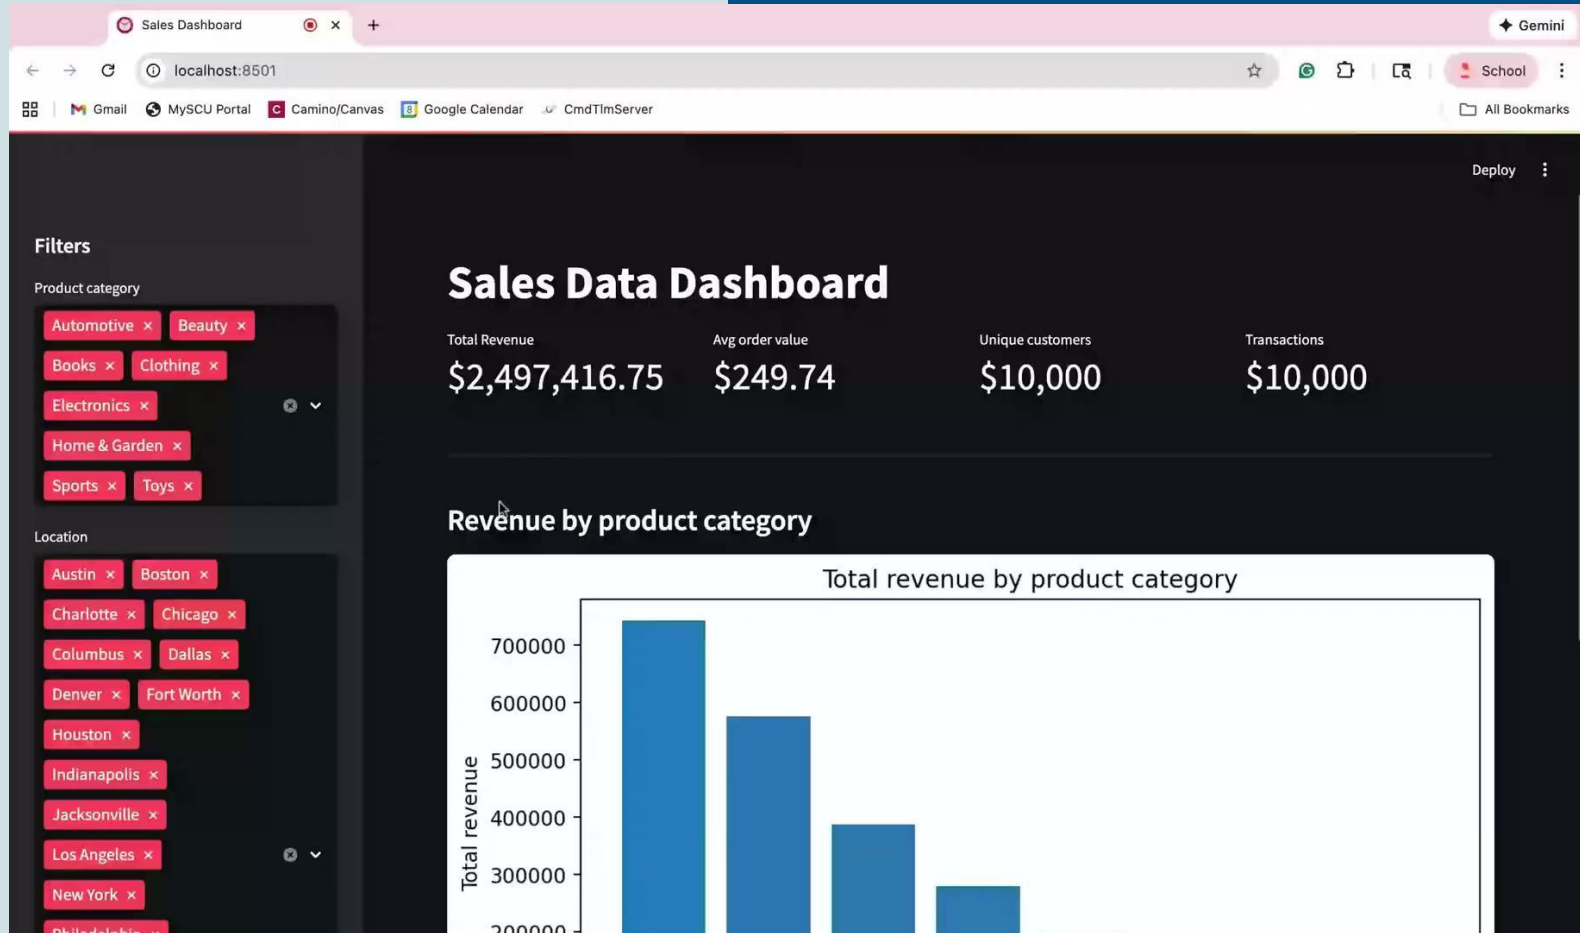 Sales Dashboard
Gemini
localhost:8501
School
Gmail
MySCU Portal
Camino/Canvas
8
Google Calendar
CmdTlmServer
All Bookmarks
Deploy
Filters
Product category
Automotive × Beauty ×
Books × Clothing ×
Electronics ×
Home & Garden ×
Sports × Toys ×
Location
Austin × Boston ×
Charlotte × Chicago ×
Columbus × Dallas ×
Denver × Fort Worth ×
Houston ×
Indianapolis ×
Jacksonville ×
Los Angeles ×
New York ×
Philadelphia ×
Sales Data Dashboard
Total Revenue
$2,497,416.75
Avg order value
$249.74
Unique customers
$10,000
Transactions
$10,000
Revenue by product category
Total revenue by product category
Total revenue
700000
600000
500000
400000
300000
200000